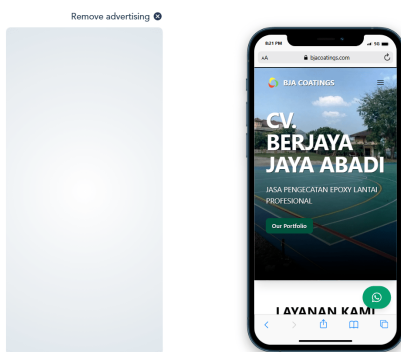 Remove advertising
8:31 PM
5G
AA
bjacoatings.com
BJA COATINGS
CV.
BERJAYA
JAYA ABADI
JASA PENGECATAN EPOXY LANTAI
PROFESIONAL
Our Portfolio
LAYANAN KAMI